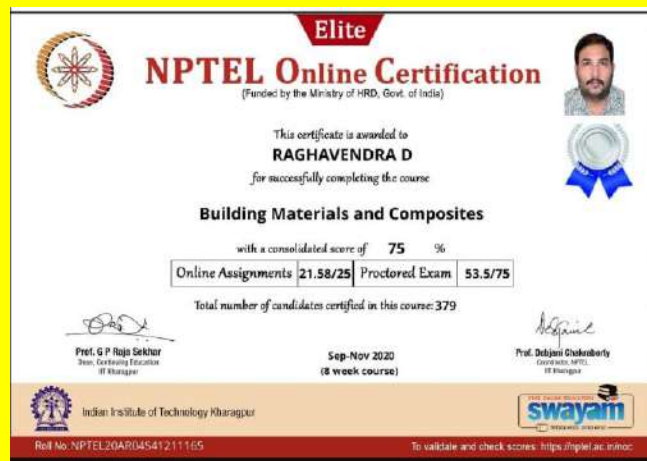 Elite
NPTEL Online Certification
(Funded by the Ministry of HRD, Govt. of India)
This certificate is awarded to
RAGHAVENDRA D
for successfully completing the course
Building Materials and Composites
with a consolidated score of 75 %
Online Assignments 21.58/25 Proctored Exam 53.5/75
Total number of candidates certified in this course: 379
Prof. G P Raja Sekhar
Dean, Continuing Education
IIT Kharagpur
Sep-Nov 2020
(8 week course)
Prof. Debjani Chakraborty
Coordinator, NPTEL
IIT Kharagpur
Indian Institute of Technology Kharagpur
swayam
Roll No: NPTEL20AR04S41211165
To validate and check scores: https://nptel.ac.in/noc